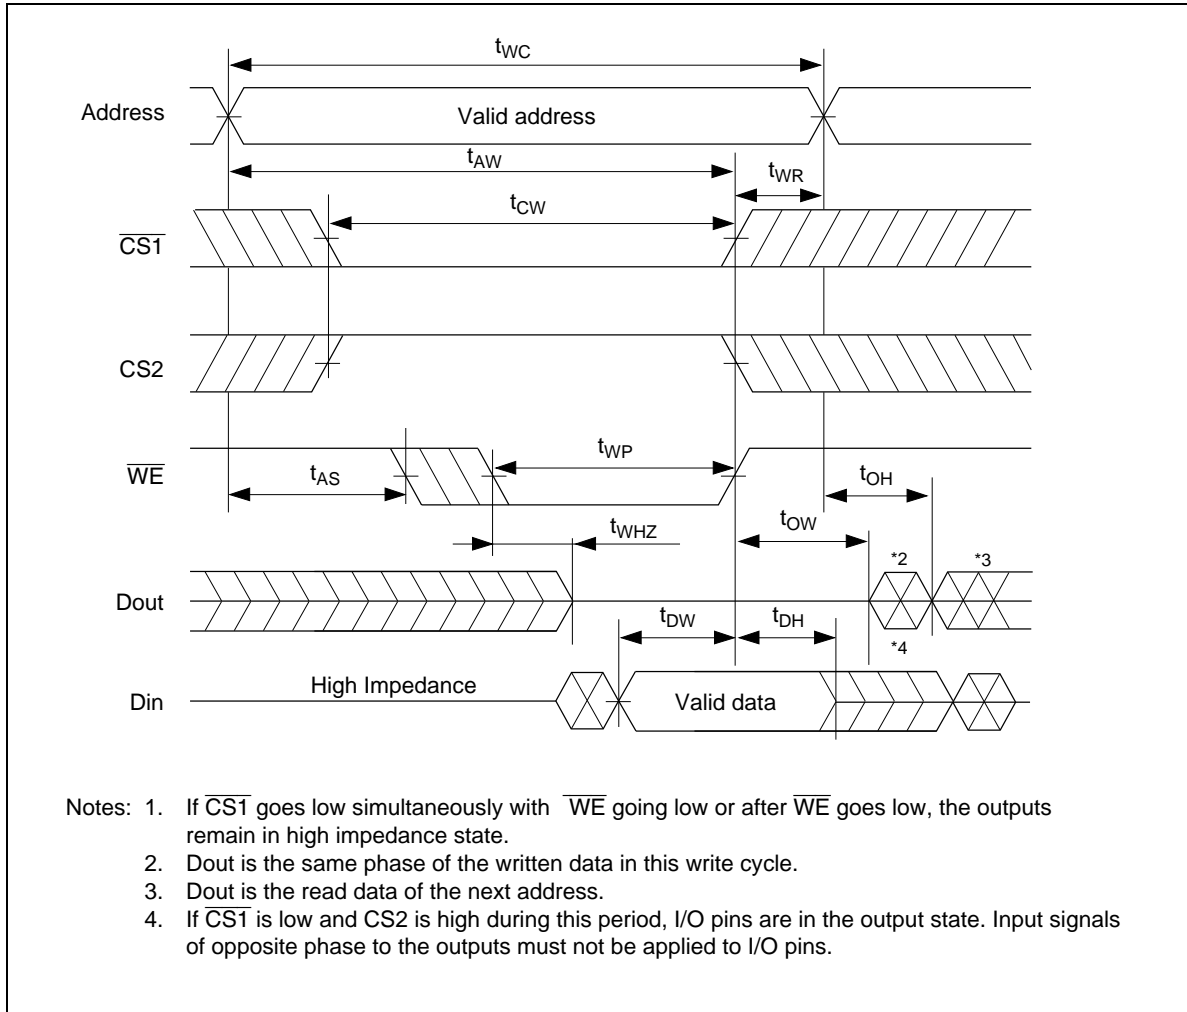 tWC
Address
Valid address
tAW
tWR
tCW
CS1
CS2
tWP
WE
tAS
tOH
tOW
tWHZ
*2
*3
Dout
tDW
tDH
*4
High Impedance
Din
Valid data
Notes: 1. If CS1 goes low simultaneously with WE going low or after WE goes low, the outputs
remain in high impedance state.
2. Dout is the same phase of the written data in this write cycle.
3. Dout is the read data of the next address.
4. If CS1 is low and CS2 is high during this period, I/O pins are in the output state. Input signals
of opposite phase to the outputs must not be applied to I/O pins.